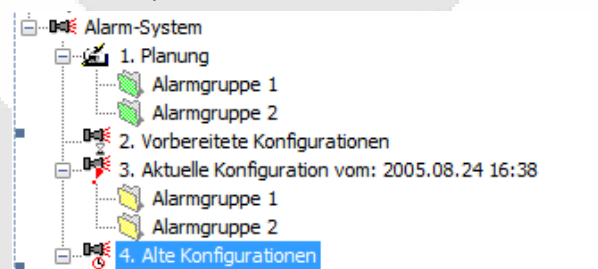 Alarm-System
1. Planung
Alarmgruppe 1
Alarmgruppe 2
2. Vorbereitete Konfigurationen
3. Aktuelle Konfiguration vom: 2005.08.24 16:38
Alarmgruppe 1
Alarmgruppe 2
4. Alte Konfigurationen